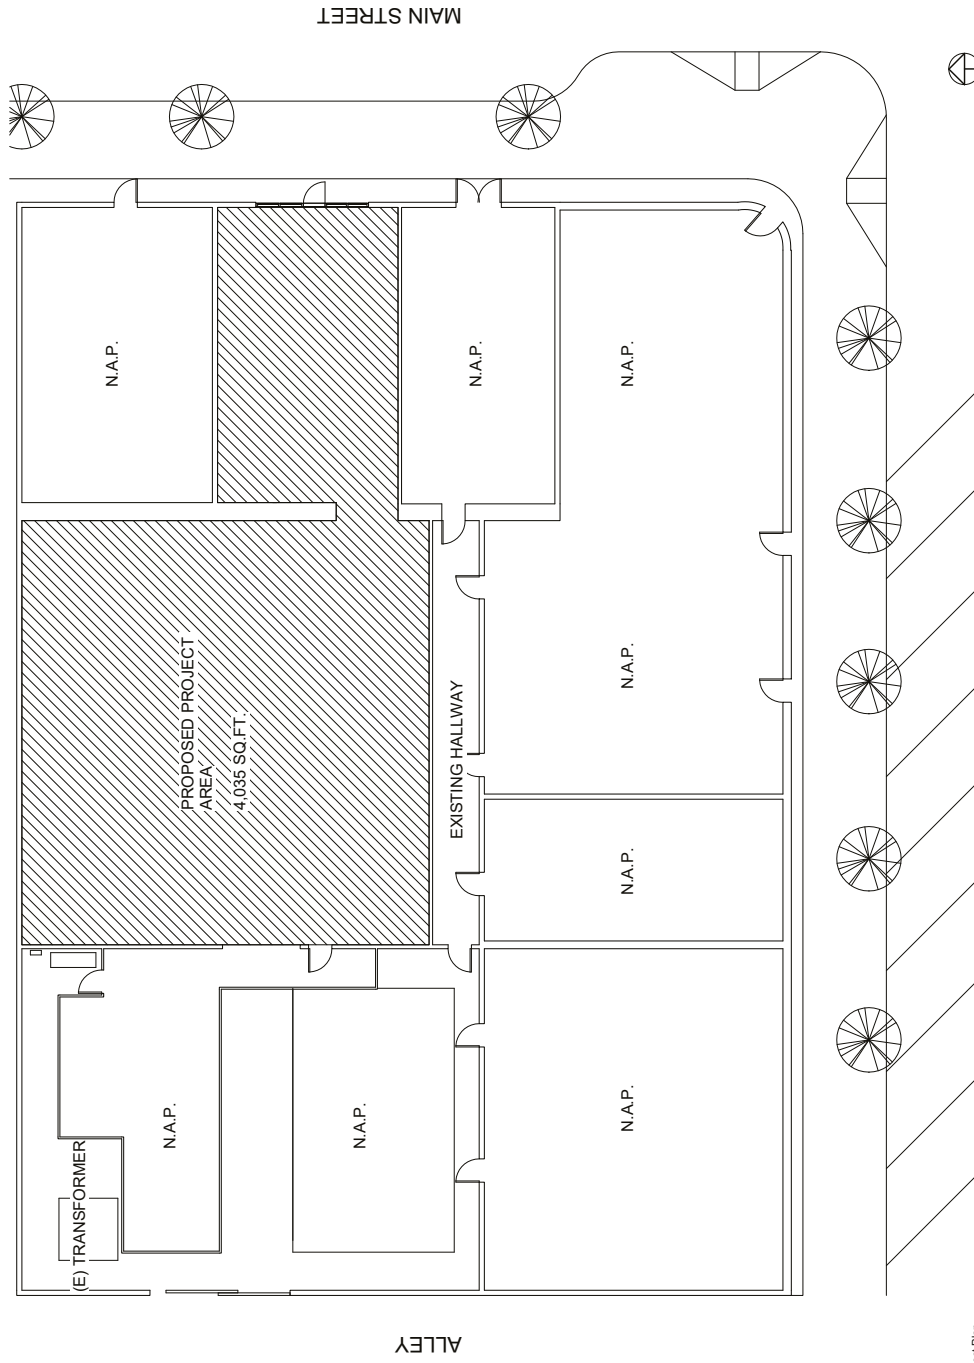 MAIN STREET
N.A.P.
N.A.P.
N.A.P.
PROPOSED PROJECT
AREA
4,035 SQ.FT.
EXISTING HALLWAY
N.A.P.
N.A.P.
(E) TRANSFORMER
N.A.P.
N.A.P.
N.A.P.
ALLEY